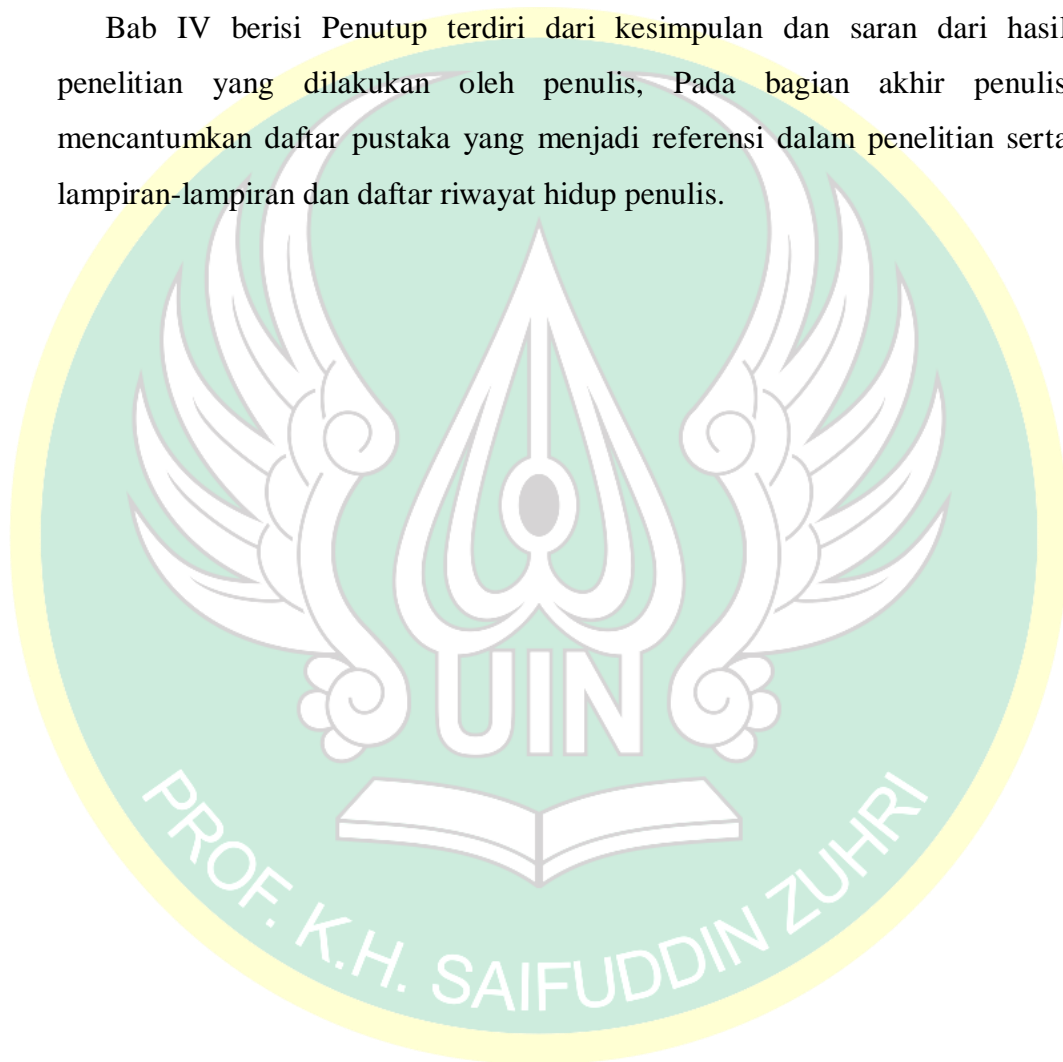 Bab IV berisi Penutup terdiri dari kesimpulan dan saran dari hasil
penelitian yang dilakukan oleh penulis, Pada bagian akhir penulis
mencantumkan daftar pustaka yang menjadi referensi dalam penelitian serta
lampiran-lampiran dan daftar riwayat hidup penulis.
UIN
PROF. K.H. SAIFUDDIN ZUHRI